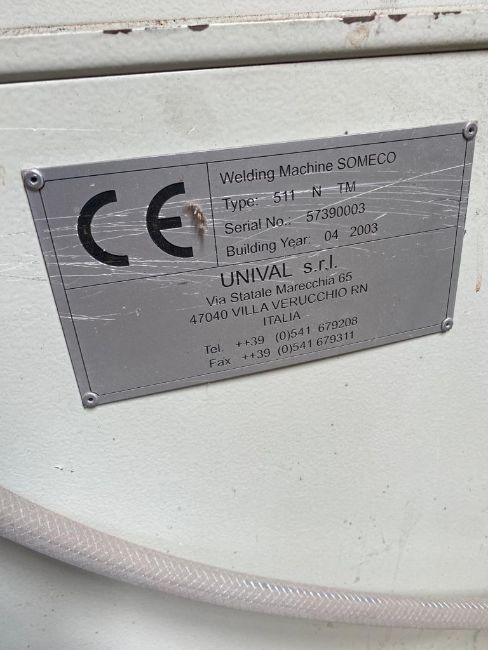 CE
Welding Machine SOMECO
Type: 511 N TM
Serial No.: 57390003
Building Year: 04 2003
UNIVAL s.r.l.
Via Statale Marecchia 65
47040 VILLA VERUCCHIO RN
ITALIA
Tel. ++39 (0)541 679208
Fax ++39 (0)541 679311